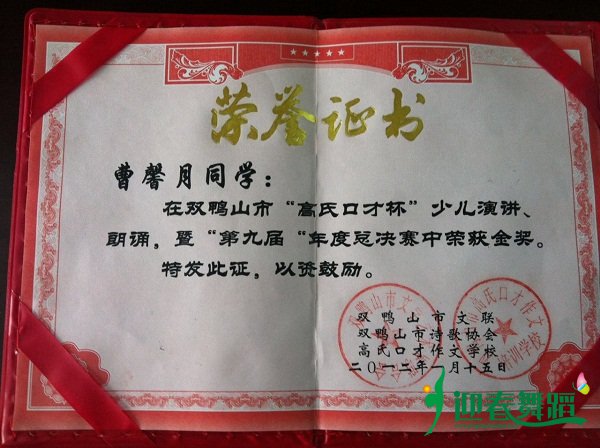 荣誉证书
曹馨月同学：
在双鸭山市“高氏口才杯”少儿演讲、
朗诵，暨“第九届“年度总决赛中荣获金奖。
特发此证，以资鼓励。
双鸭山市文联
双鸭山市诗歌协会
高氏口才作文学校
二〇一二年 月十五日
迎春舞蹈